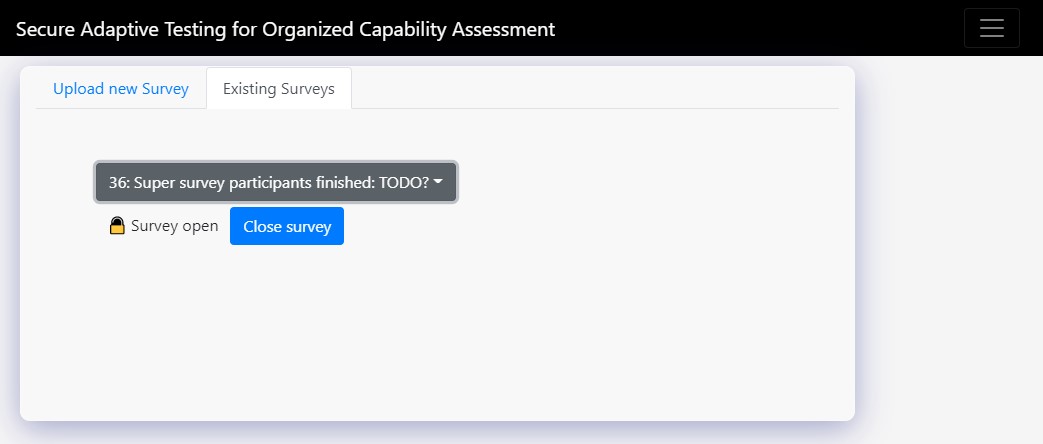 Secure Adaptive Testing for Organized Capability Assessment
Upload new Survey Existing Surveys
36: Super survey participants finished: TODO?
Survey open Close survey